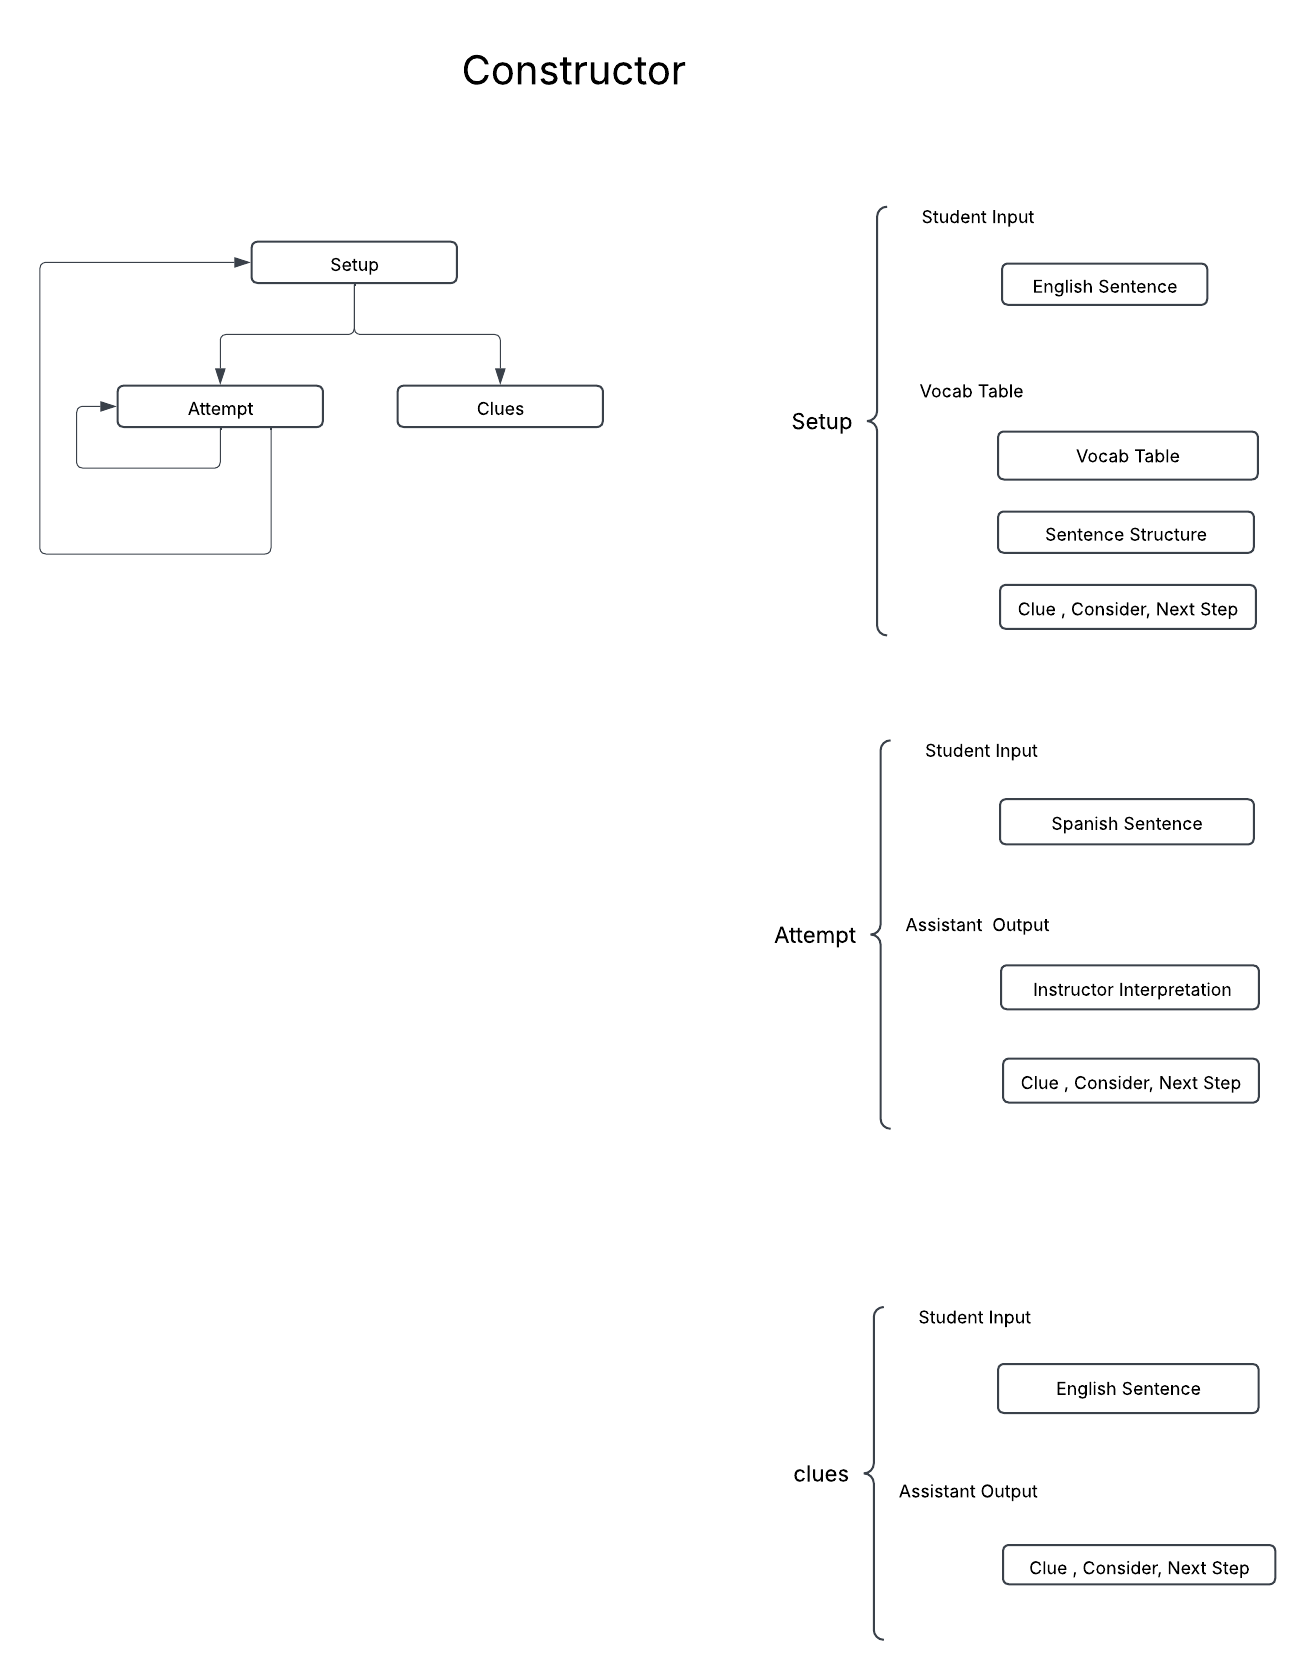 Constructor
Setup
Attempt
Clues
Setup
Student Input
English Sentence
Vocab Table
Vocab Table
Sentence Structure
Clue , Consider, Next Step
Attempt
Student Input
Spanish Sentence
Assistant  Output
Instructor Interpretation
Clue , Consider, Next Step
clues
Student Input
English Sentence
Assistant Output
Clue , Consider, Next Step